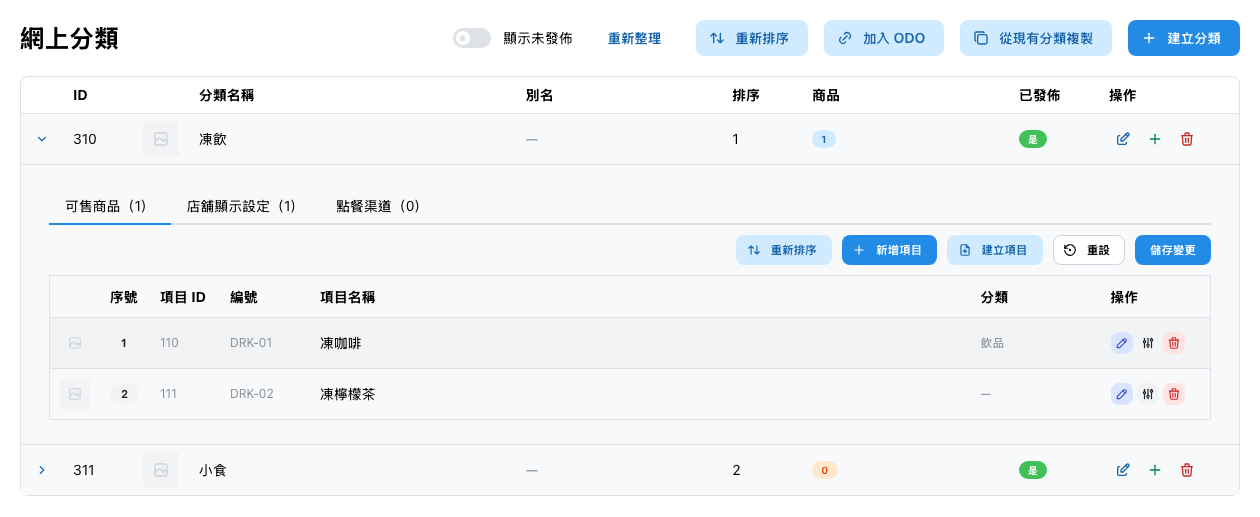 網上分類 顯示未發佈 重新整理 重新排序 加入 ODO 從現有分類複製 建立分類
ID 分類名稱 別名 排序 商品 已發佈 操作
310 凍飲 — 1 1 是
可售商品（1） 店舖顯示設定（1） 點餐渠道（0）
重新排序 新增項目 建立項目 重設 儲存變更
序號 項目 ID 編號 項目名稱 分類 操作
1 110 DRK-01 凍咖啡 飲品
2 111 DRK-02 凍檸檬茶 —
311 小食 — 2 0 是